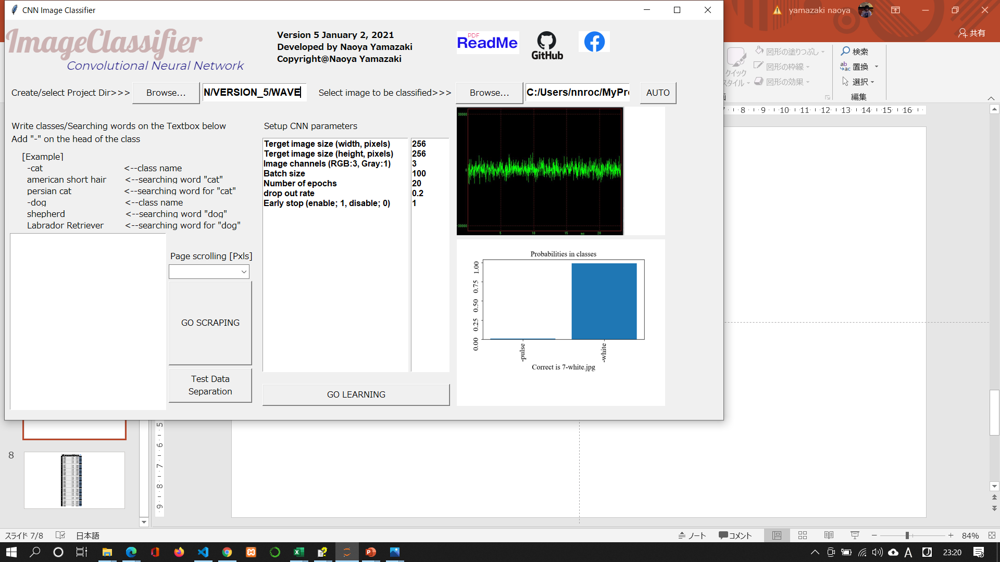 CNN Image Classifier
yamazaki naoya
ImageClassifier
Convolutional Neural Network
Version 5 January 2, 2021
Developed by Naoya Yamazaki
Copyright@Naoya Yamazaki
PDF
ReadMe
GitHub
共有
Create/select Project Dir>>>
Browse...
N/VERSION_5/WAVE
Select image to be classified>>>
Browse...
C:/Users/nnroc/MyPr
AUTO
図形の塗りつぶし
図形の枠線
図形の効果
クイック
スタイル
検索
置換
選択
編集
8 9 10 11 12 13 14 15 16
Write classes/Searching words on the Textbox below
Add "-" on the head of the class
[Example]
-cat <--class name
american short hair <--searching word "cat"
persian cat <--searching word for "cat"
-dog <--class name
shepherd <--searching word "dog"
Labrador Retriever <--searching word for "dog"
Page scrolling [Pxls]
GO SCRAPING
Test Data
Separation
Setup CNN parameters
Terget image size (width, pixels) 256
Terget image size (height, pixels) 256
Image channels (RGB:3, Gray:1) 3
Batch size 100
Number of epochs 20
drop out rate 0.2
Early stop (enable; 1, disable; 0) 1
GO LEARNING
5 10 15 20
Probabilities in classes
1.00
0.75
0.50
0.25
0.00
-pulse
-white
Correct is 7-white.jpg
5 6 7 8 9
8
スライド 7/8
日本語
ノート
コメント
84%
A
23:20